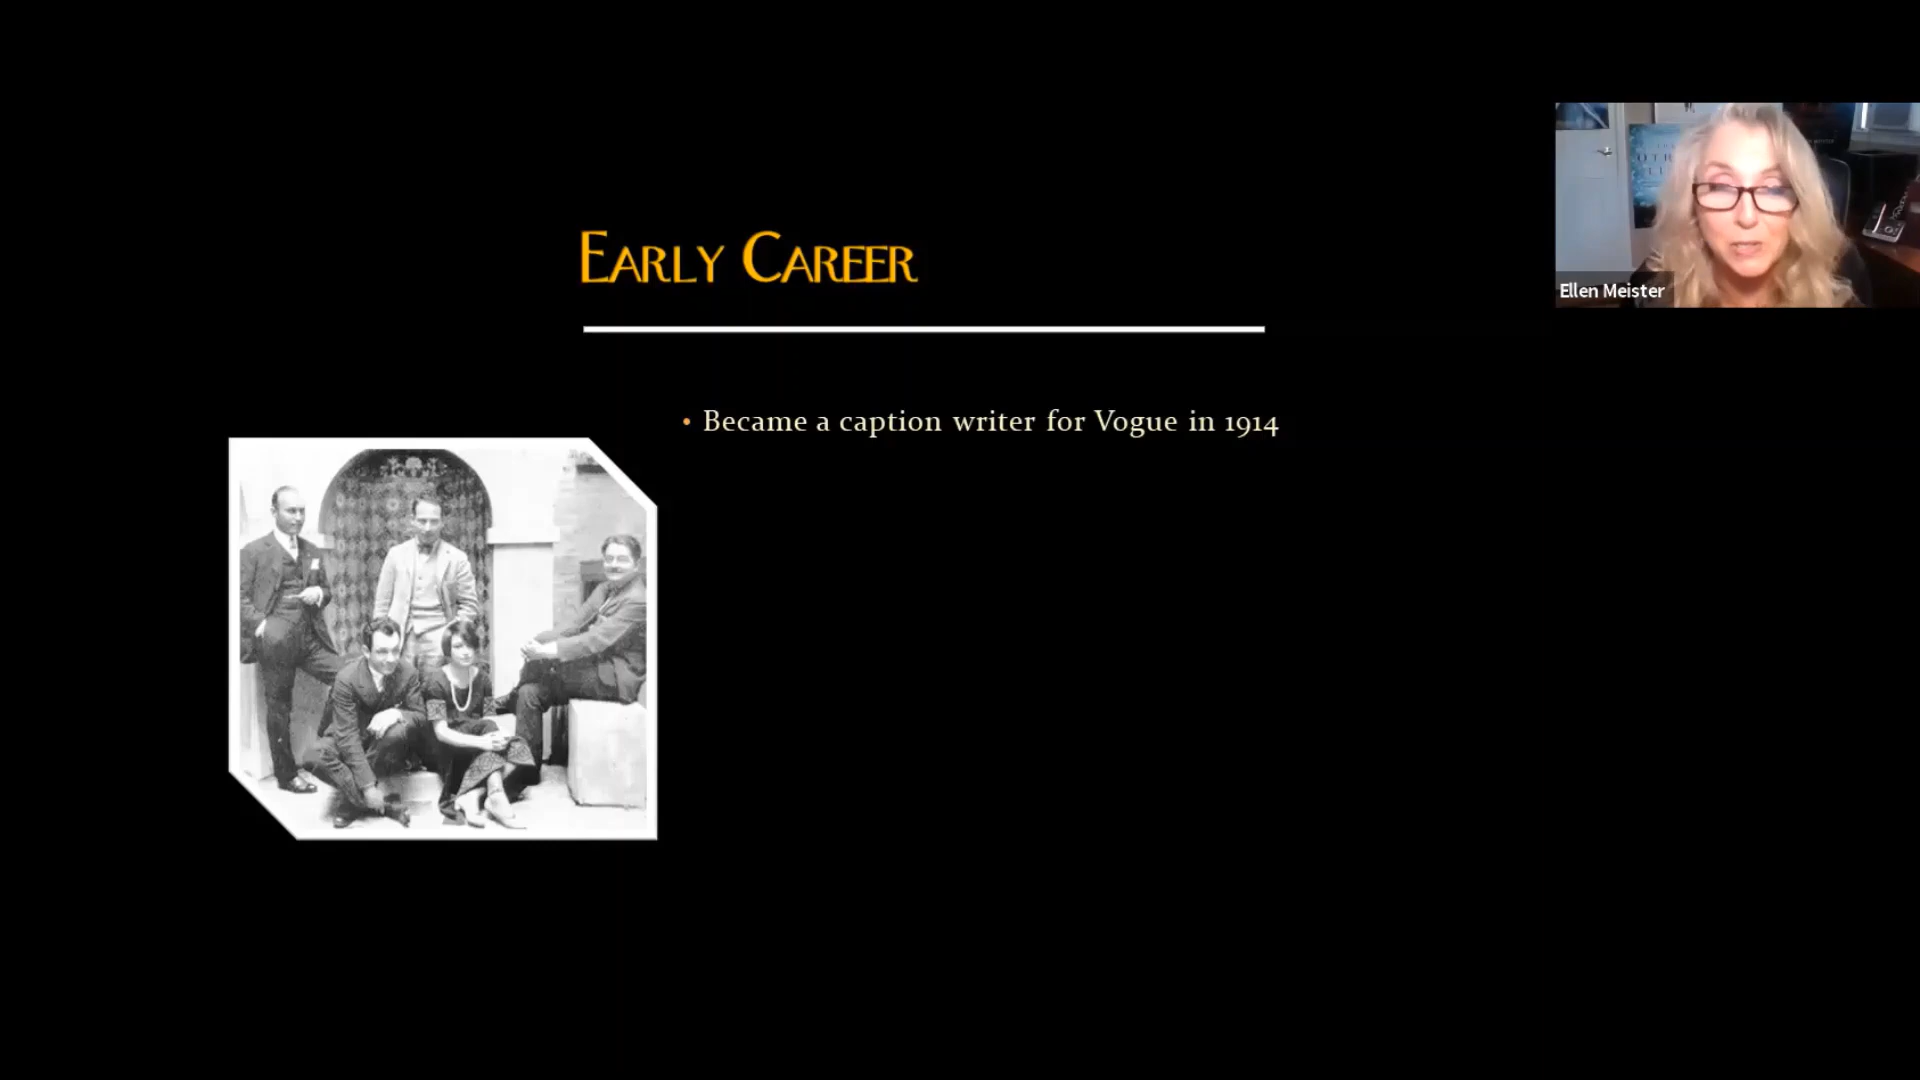 Early Career
• Became a caption writer for Vogue in 1914
Ellen Meister